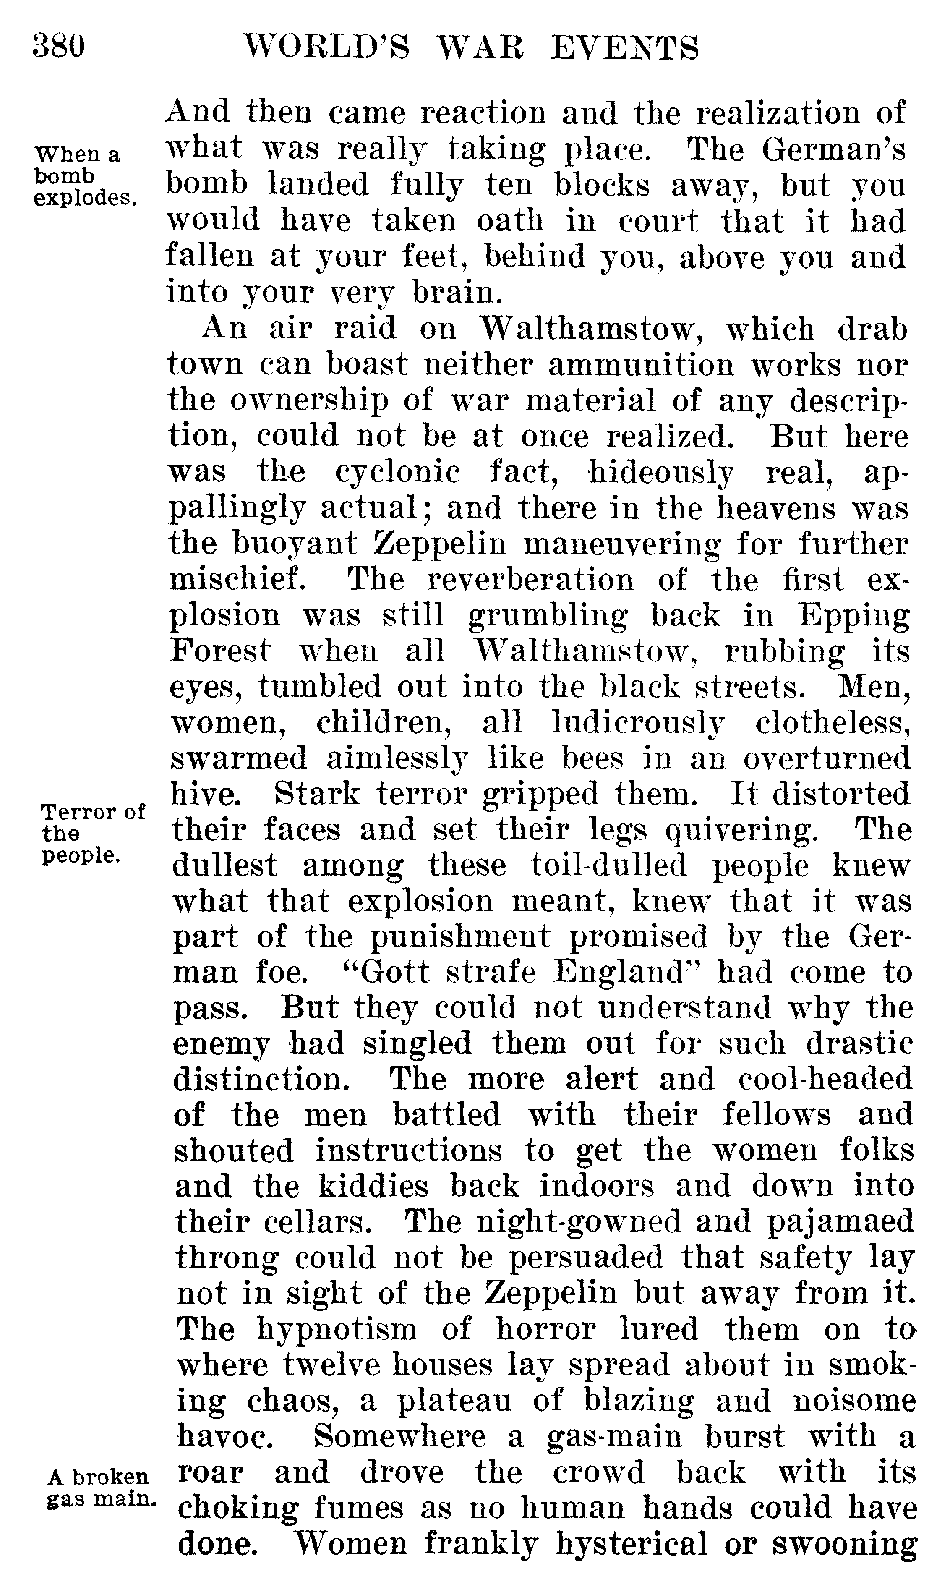 380 WORLD'S WAR EVENTS
And then came reaction and the realization of
When a
bomb
explodes.
what was really taking place. The German's
bomb landed fully ten blocks away, but you
would have taken oath in court that it had
fallen at your feet, behind you, above you and
into your very brain.
An air raid on Walthamstow, which drab
town can boast neither ammunition works nor
the ownership of war material of any descrip-
tion, could not be at once realized. But here
was the cyclonic fact, hideously real, ap-
pallingly actual; and there in the heavens was
the buoyant Zeppelin maneuvering for further
mischief. The reverberation of the first ex-
plosion was still grumbling back in Epping
Forest when all Walthamstow, rubbing its
eyes, tumbled out into the black streets. Men,
women, children, all ludicrously clotheless,
swarmed aimlessly like bees in an overturned
hive. Stark terror gripped them. It distorted
Terror of
the
people.
their faces and set their legs quivering. The
dullest among these toil-dulled people knew
what that explosion meant, knew that it was
part of the punishment promised by the Ger-
man foe. "Gott strafe England" had come to
pass. But they could not understand why the
enemy had singled them out for such drastic
distinction. The more alert and cool-headed
of the men battled with their fellows and
shouted instructions to get the women folks
and the kiddies back indoors and down into
their cellars. The night-gowned and pajamaed
throng could not be persuaded that safety lay
not in sight of the Zeppelin but away from it.
The hypnotism of horror lured them on to
where twelve houses lay spread about in smok-
ing chaos, a plateau of blazing and noisome
havoc. Somewhere a gas-main burst with a
A broken
gas main.
roar and drove the crowd back with its
choking fumes as no human hands could have
done. Women frankly hysterical or swooning